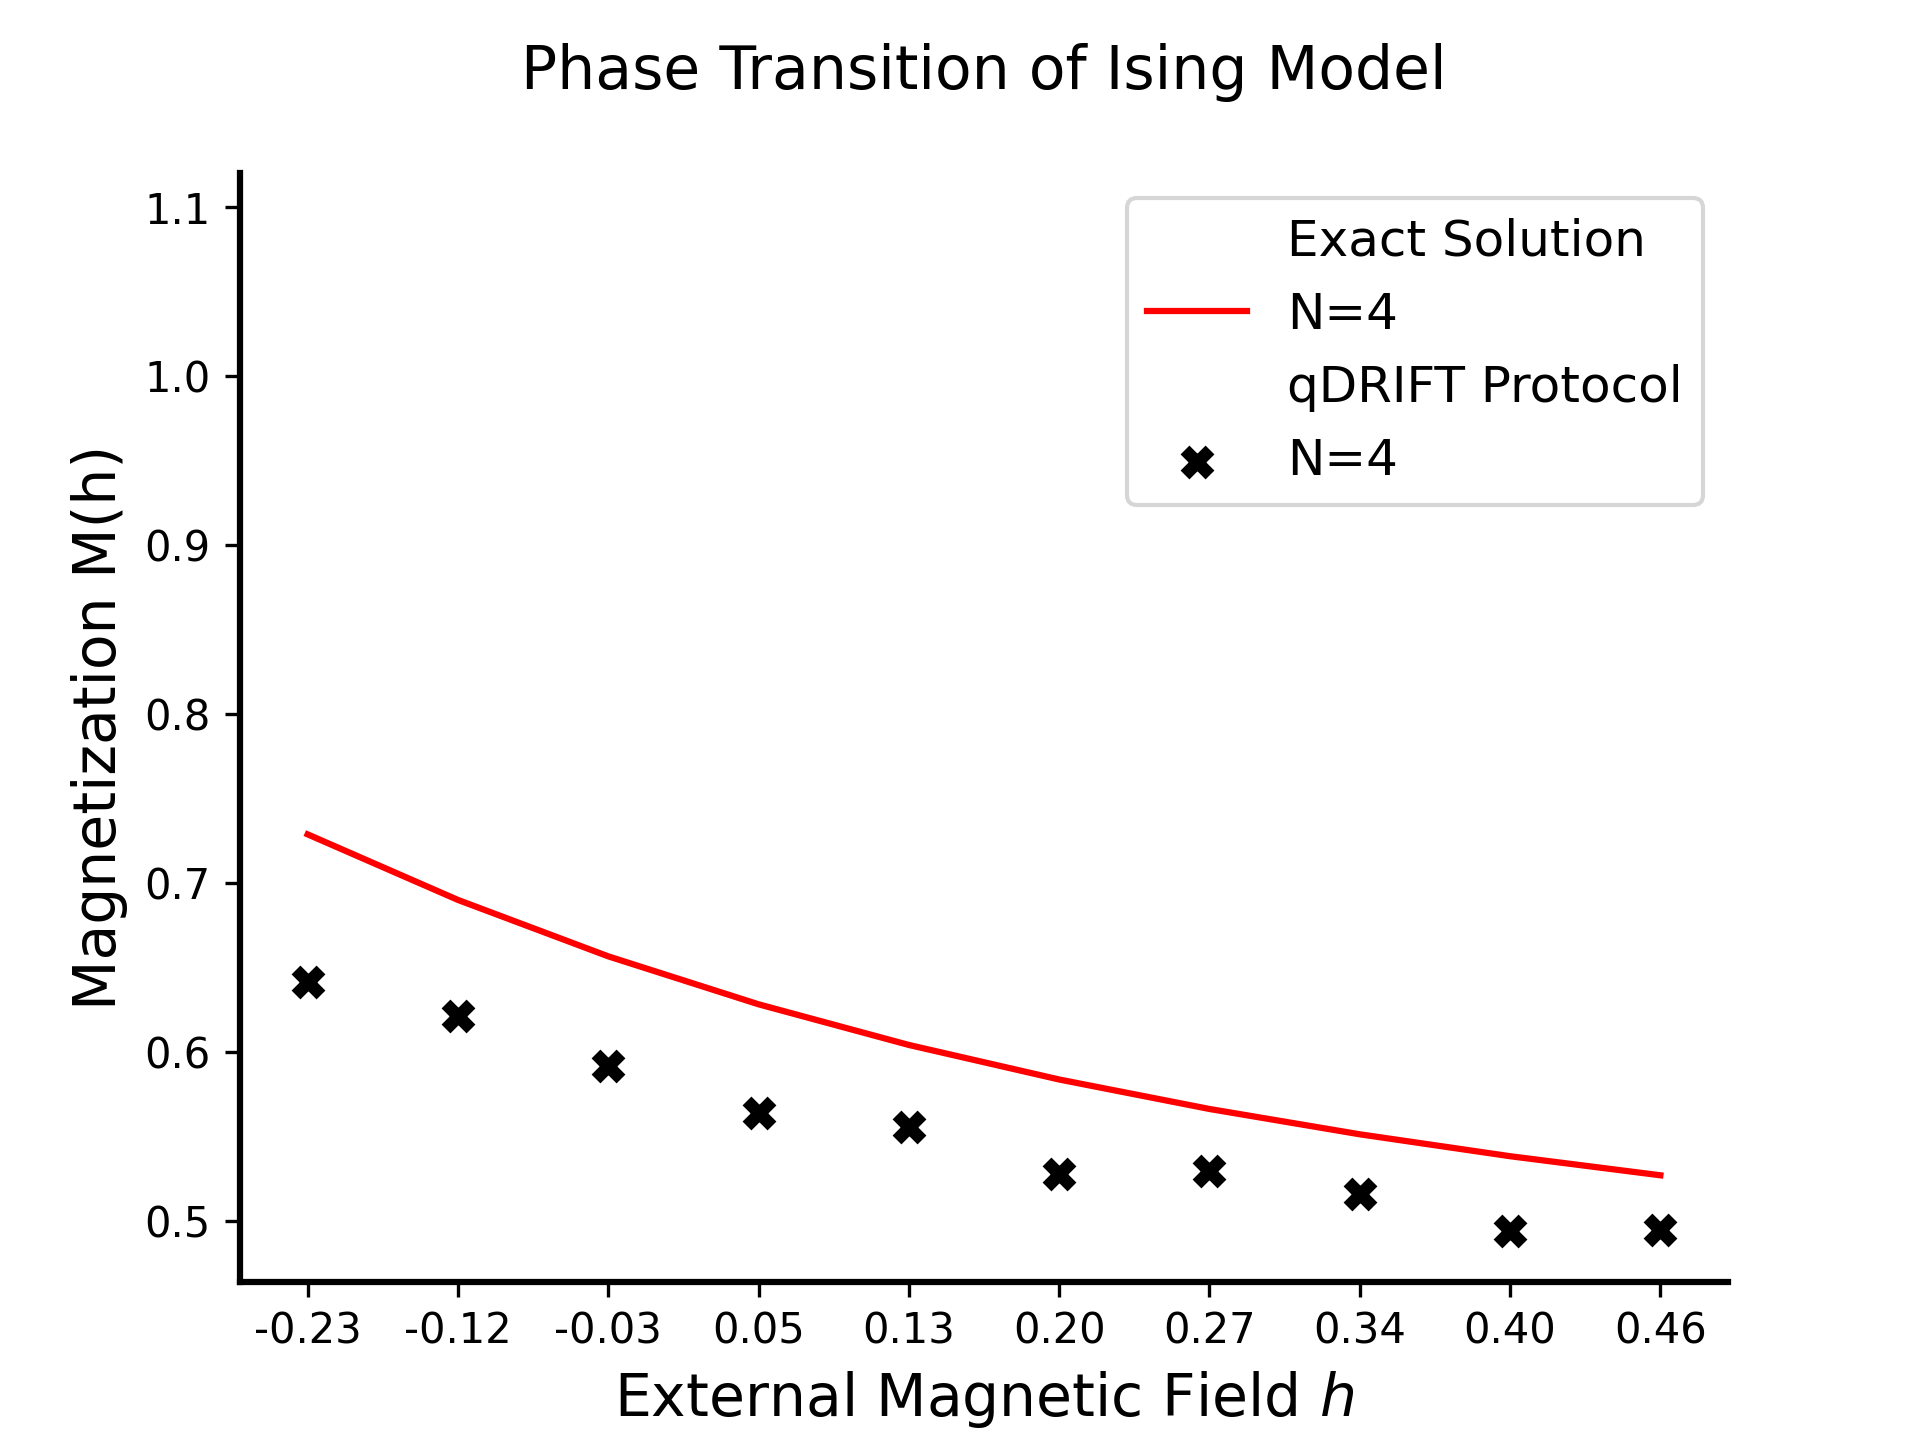 Phase Transition of Ising Model
Exact Solution
N=4
qDRIFT Protocol
N=4
Magnetization M(h)
1.1
1.0
0.9
0.8
0.7
0.6
0.5
-0.23 -0.12 -0.03 0.05 0.13 0.20 0.27 0.34 0.40 0.46
External Magnetic Field h